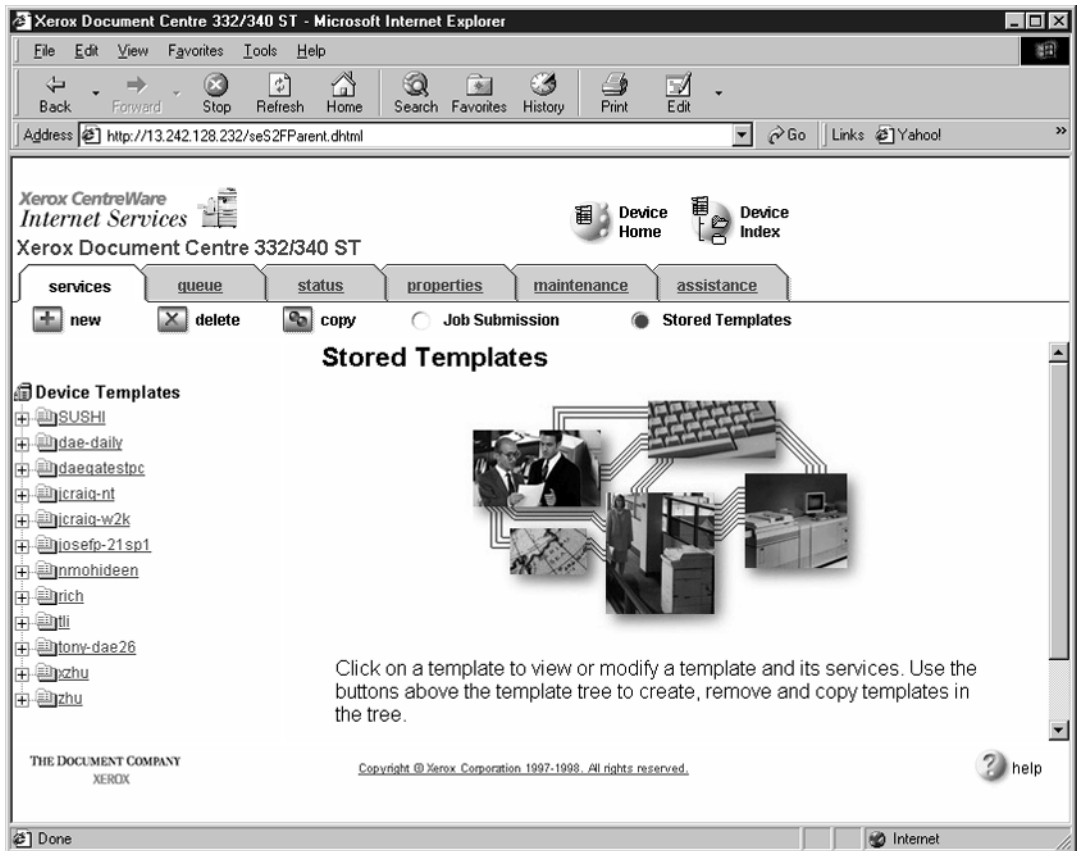 Xerox Document Centre 332/340 ST - Microsoft Internet Explorer
File Edit View Favorites Tools Help
Back Forward Stop Refresh Home Search Favorites History Print Edit
Address http://13.242.128.232/seS2FParent.dhtml Go Links Yahoo! »
Xerox CentreWare
Internet Services
Device Home
Device Index
Xerox Document Centre 332/340 ST
services queue status properties maintenance assistance
new delete copy Job Submission Stored Templates
Stored Templates
Device Templates
SUSHI
dae-daily
daeqatestpc
jcraig-nt
jcraig-w2k
josefp-21sp1
nmohideen
rich
tli
tony-dae26
xzhu
zhu
Click on a template to view or modify a template and its services. Use the
buttons above the template tree to create, remove and copy templates in
the tree.
THE DOCUMENT COMPANY
XEROX
Copyright © Xerox Corporation 1997-1998. All rights reserved.
help
Done Internet